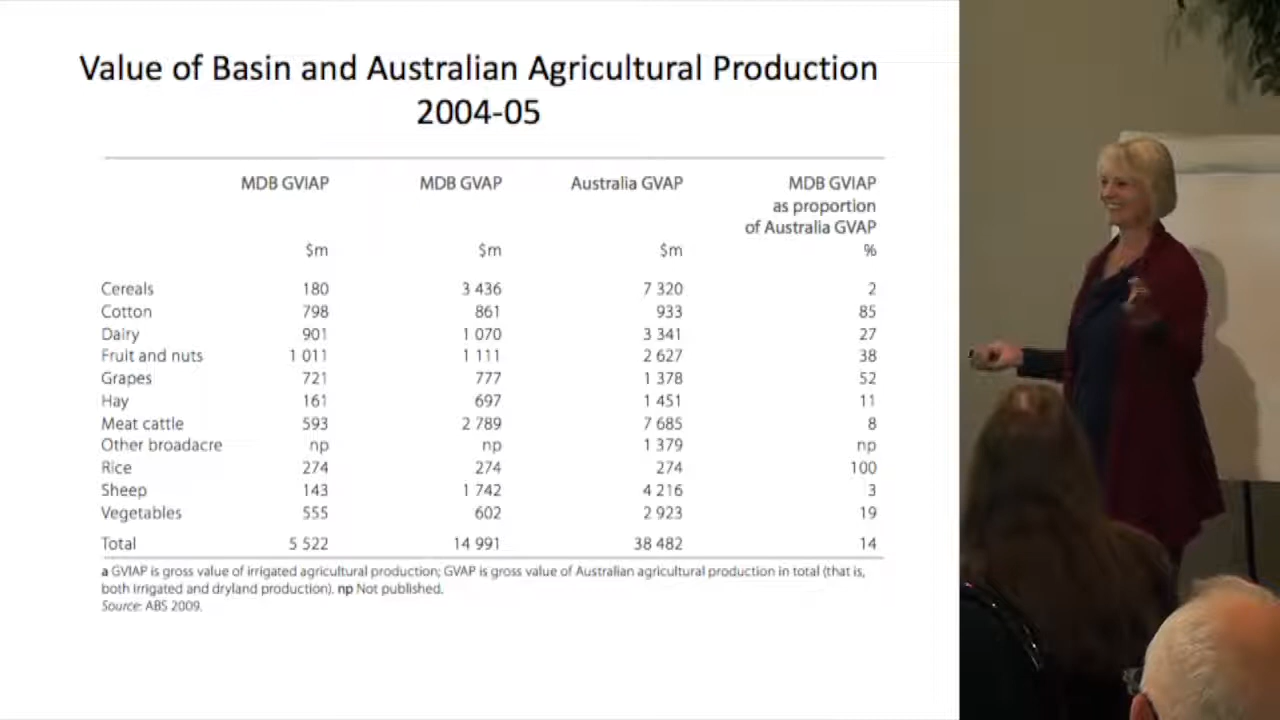 Value of Basin and Australian Agricultural Production
2004-05
MDB GVIAP MDB GVAP Australia GVAP MDB GVIAP
as proportion
of Australia GVAP
$m $m $m %
Cereals 180 3 436 7 320 2
Cotton 798 861 933 85
Dairy 901 1 070 3 341 27
Fruit and nuts 1 011 1 111 2 627 38
Grapes 721 777 1 378 52
Hay 161 697 1 451 11
Meat cattle 593 2 789 7 685 8
Other broadacre np np 1 379 np
Rice 274 274 274 100
Sheep 143 1 742 4 216 3
Vegetables 555 602 2 923 19
Total 5 522 14 991 38 482 14
a GVIAP is gross value of irrigated agricultural production; GVAP is gross value of Australian agricultural production in total (that is,
both irrigated and dryland production). np Not published.
Source: ABS 2009.